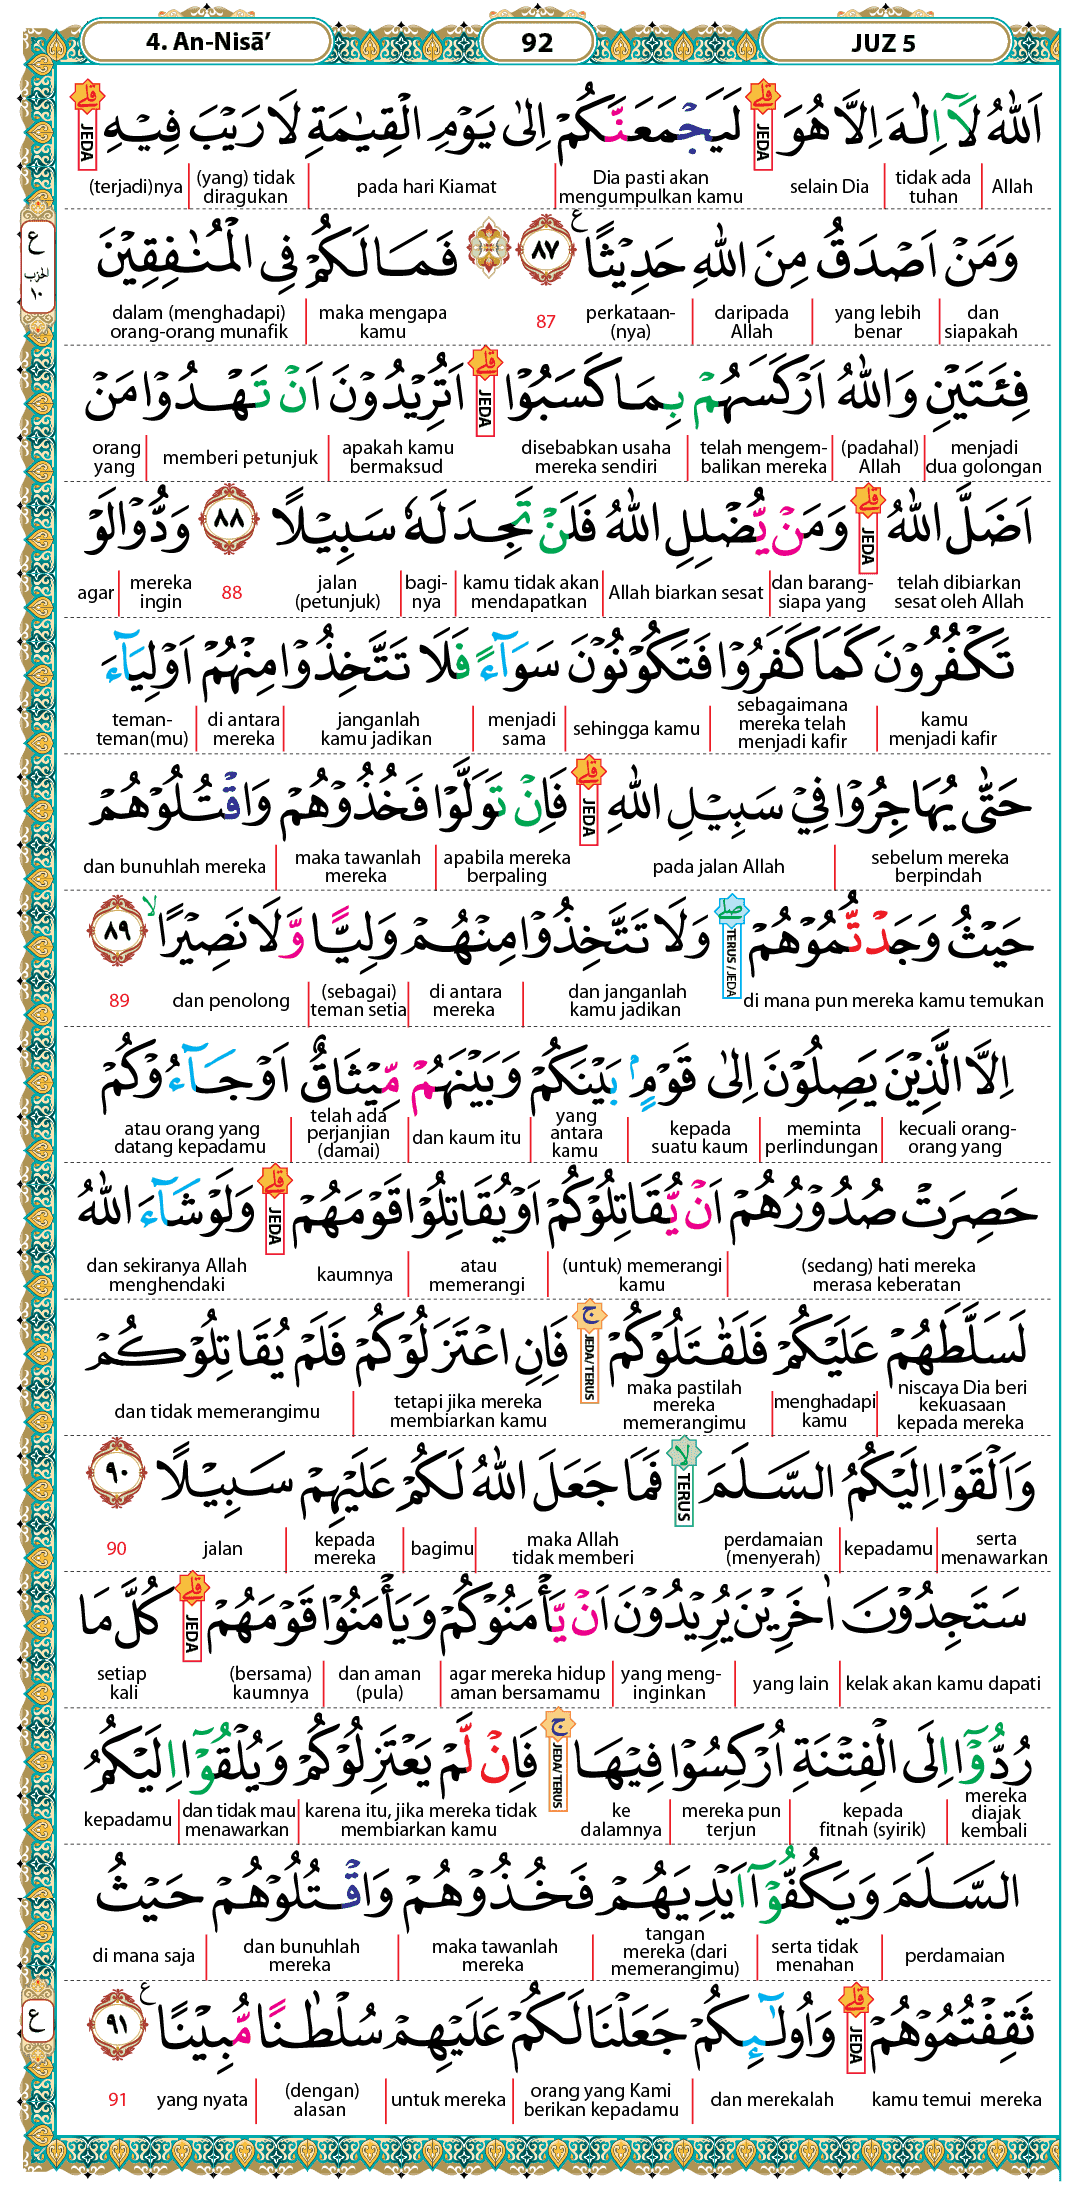 4. An-Nisā’ 92 JUZ 5
اَللّٰهُ لَآ اِلٰهَ اِلَّا هُوَۗ لَيَجْمَعَنَّكُمْ اِلٰى يَوْمِ الْقِيٰمَةِ لَا رَيْبَ فِيْهِۗ
JEDA JEDA
Allah tidak ada tuhan selain Dia Dia pasti akan mengumpulkan kamu pada hari Kiamat (yang) tidak diragukan (terjadi)nya
وَمَنْ اَصْدَقُ مِنَ اللّٰهِ حَدِيْثًا ࣖ ٨٧ ۞ فَمَا لَكُمْ فِى الْمُنٰفِقِيْنَ
ع الحزب ١٠
dan siapakah yang lebih benar daripada Allah perkataan-(nya) 87 maka mengapa kamu dalam (menghadapi) orang-orang munafik
فِئَتَيْنِ وَاللّٰهُ اَرْكَسَهُمْ بِمَا كَسَبُوْاۗ اَتُرِيْدُوْنَ اَنْ تَهْدُوْا مَنْ
JEDA
menjadi dua golongan (padahal) Allah telah mengem-balikan mereka disebabkan usaha mereka sendiri apakah kamu bermaksud memberi petunjuk orang yang
اَضَلَّ اللّٰهُۗ وَمَنْ يُّضْلِلِ اللّٰهُ فَلَنْ تَجِدَ لَهٗ سَبِيْلًا ٨٨ وَدُّوْا لَوْ
JEDA
telah dibiarkan sesat oleh Allah dan barang-siapa yang Allah biarkan sesat kamu tidak akan mendapatkan bagi-nya jalan (petunjuk) 88 mereka ingin agar
تَكْفُرُوْنَ كَمَا كَفَرُوْا فَتَكُوْنُوْنَ سَوَاۤءً فَلَا تَتَّخِذُوْا مِنْهُمْ اَوْلِيَاۤءَ
kamu menjadi kafir sebagaimana mereka telah menjadi kafir sehingga kamu menjadi sama janganlah kamu jadikan di antara mereka teman-teman(mu)
حَتّٰى يُهَاجِرُوْا فِيْ سَبِيْلِ اللّٰهِۗ فَاِنْ تَوَلَّوْا فَخُذُوْهُمْ وَاقْتُلُوْهُمْ
JEDA
sebelum mereka berpindah pada jalan Allah apabila mereka berpaling maka tawanlah mereka dan bunuhlah mereka
حَيْثُ وَجَدْتُّمُوْهُمْۖ وَلَا تَتَّخِذُوْا مِنْهُمْ وَلِيًّا وَّلَا نَصِيْرًاۙ ٨٩
TERUS / JEDA
di mana pun mereka kamu temukan dan janganlah kamu jadikan di antara mereka (sebagai) teman setia dan penolong 89
اِلَّا الَّذِيْنَ يَصِلُوْنَ اِلٰى قَوْمٍۢ بَيْنَكُمْ وَبَيْنَهُمْ مِّيْثَاقٌ اَوْ جَاۤءُوْكُمْ
kecuali orang-orang yang meminta perlindungan kepada suatu kaum yang antara kamu dan kaum itu telah ada perjanjian (damai) atau orang yang datang kepadamu
حَصِرَتْ صُدُوْرُهُمْ اَنْ يُّقَاتِلُوْكُمْ اَوْ يُقَاتِلُوْا قَوْمَهُمْۗ وَلَوْ شَاۤءَ اللّٰهُ
JEDA
(sedang) hati mereka merasa keberatan (untuk) memerangi kamu atau memerangi kaumnya dan sekiranya Allah menghendaki
لَسَلَّطَهُمْ عَلَيْكُمْ فَلَقٰتَلُوْكُمْۚ فَاِنِ اعْتَزَلُوْكُمْ فَلَمْ يُقَاتِلُوْكُمْ
JEDA/ TERUS
niscaya Dia beri kekuasaan kepada mereka menghadapi kamu maka pastilah mereka memerangimu tetapi jika mereka membiarkan kamu dan tidak memerangimu
وَاَلْقَوْا اِلَيْكُمُ السَّلَمَۙ فَمَا جَعَلَ اللّٰهُ لَكُمْ عَلَيْهِمْ سَبِيْلًا ٩٠
TERUS
serta menawarkan kepadamu perdamaian (menyerah) maka Allah tidak memberi bagimu kepada mereka jalan 90
سَتَجِدُوْنَ اٰخَرِيْنَ يُرِيْدُوْنَ اَنْ يَّأْمَنُوْكُمْ وَيَأْمَنُوْا قَوْمَهُمْۗ كُلَّ مَا
JEDA
kelak akan kamu dapati yang lain yang meng-inginkan agar mereka hidup aman bersamamu dan aman (pula) (bersama) kaumnya setiap kali
رُدُّوْٓا اِلَى الْفِتْنَةِ اُرْكِسُوْا فِيْهَاۚ فَاِنْ لَّمْ يَعْتَزِلُوْكُمْ وَيُلْقُوْٓا اِلَيْكُمُ
JEDA/ TERUS
mereka diajak kembali kepada fitnah (syirik) mereka pun terjun ke dalamnya karena itu, jika mereka tidak membiarkan kamu dan tidak mau menawarkan kepadamu
السَّلَمَ وَيَكُفُّوْٓا اَيْدِيَهُمْ فَخُذُوْهُمْ وَاقْتُلُوْهُمْ حَيْثُ
perdamaian serta tidak menahan tangan mereka (dari memerangimu) maka tawanlah mereka dan bunuhlah mereka di mana saja
ثَقِفْتُمُوْهُمْۗ وَاُولٰۤىِٕكُمْ جَعَلْنَا لَكُمْ عَلَيْهِمْ سُلْطٰنًا مُّبِيْنًا ࣖ ٩١
JEDA
ع
kamu temui mereka dan merekalah orang yang Kami berikan kepadamu untuk mereka (dengan) alasan yang nyata 91